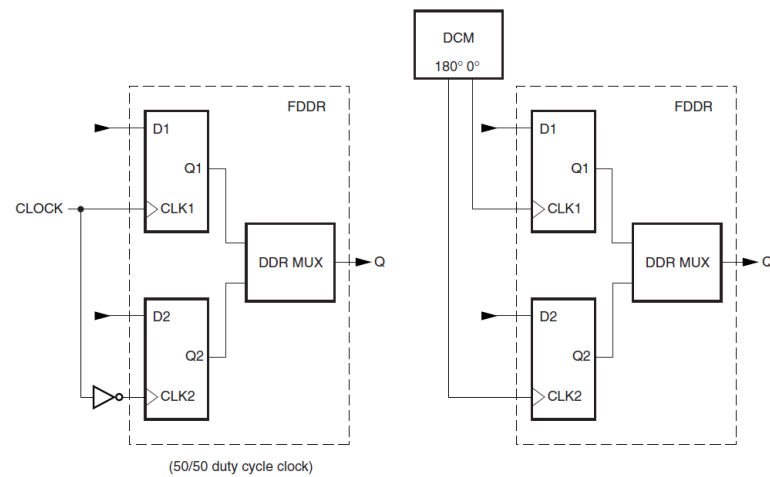 DCM
180° 0°
FDDR
D1
Q1
CLOCK
CLK1
DDR MUX
Q
D2
Q2
CLK2
(50/50 duty cycle clock)
FDDR
D1
Q1
CLK1
DDR MUX
Q
D2
Q2
CLK2